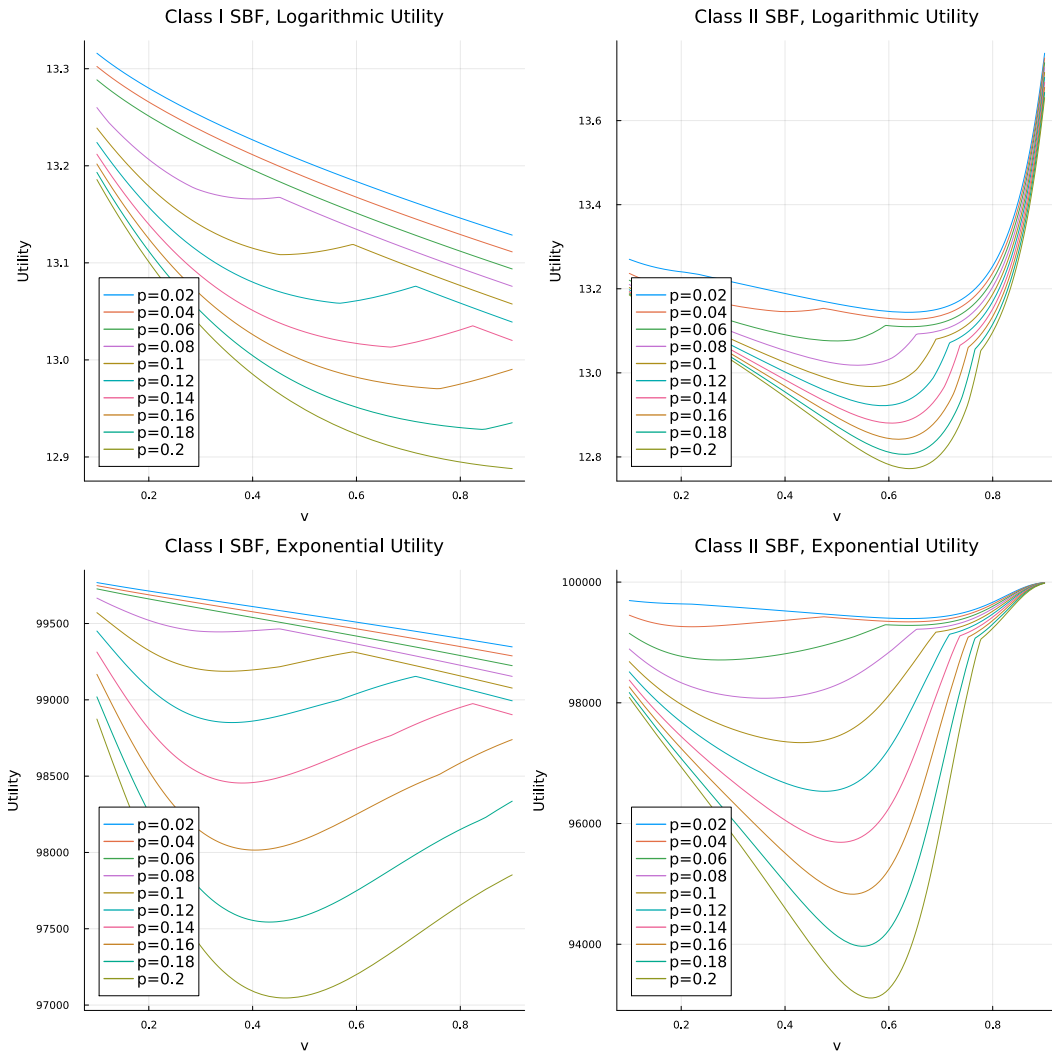 Class I SBF, Logarithmic Utility
13.3
13.2
13.1
13.0
12.9
Utility
0.2
0.4
0.6
0.8
v
p=0.02
p=0.04
p=0.06
p=0.08
p=0.1
p=0.12
p=0.14
p=0.16
p=0.18
p=0.2
Class II SBF, Logarithmic Utility
13.6
13.4
13.2
13.0
12.8
Utility
0.2
0.4
0.6
0.8
v
p=0.02
p=0.04
p=0.06
p=0.08
p=0.1
p=0.12
p=0.14
p=0.16
p=0.18
p=0.2
Class I SBF, Exponential Utility
99500
99000
98500
98000
97500
97000
Utility
0.2
0.4
0.6
0.8
v
p=0.02
p=0.04
p=0.06
p=0.08
p=0.1
p=0.12
p=0.14
p=0.16
p=0.18
p=0.2
Class II SBF, Exponential Utility
100000
98000
96000
94000
Utility
0.2
0.4
0.6
0.8
v
p=0.02
p=0.04
p=0.06
p=0.08
p=0.1
p=0.12
p=0.14
p=0.16
p=0.18
p=0.2